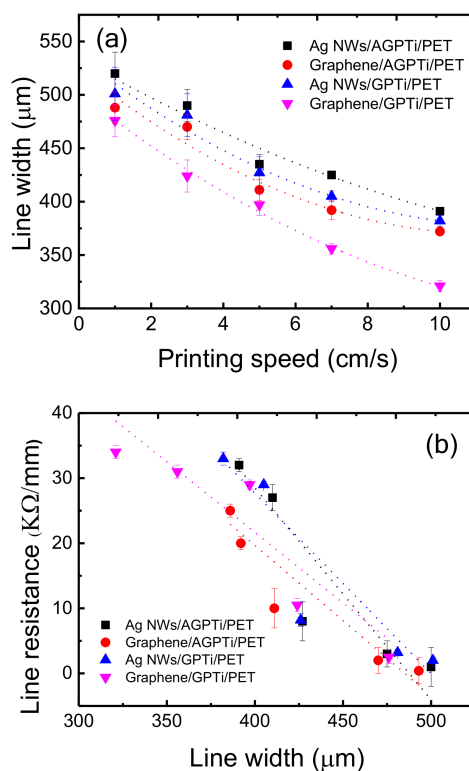 (a)
Ag NWs/AGPTi/PET
Graphene/AGPTi/PET
Ag NWs/GPTi/PET
Graphene/GPTi/PET
Line width (μm)
550
500
450
400
350
300
0 2 4 6 8 10
Printing speed (cm/s)
(b)
Line resistance (KΩ/mm)
40
30
20
10
0
Ag NWs/AGPTi/PET
Graphene/AGPTi/PET
Ag NWs/GPTi/PET
Graphene/GPTi/PET
300 350 400 450 500
Line width (μm)